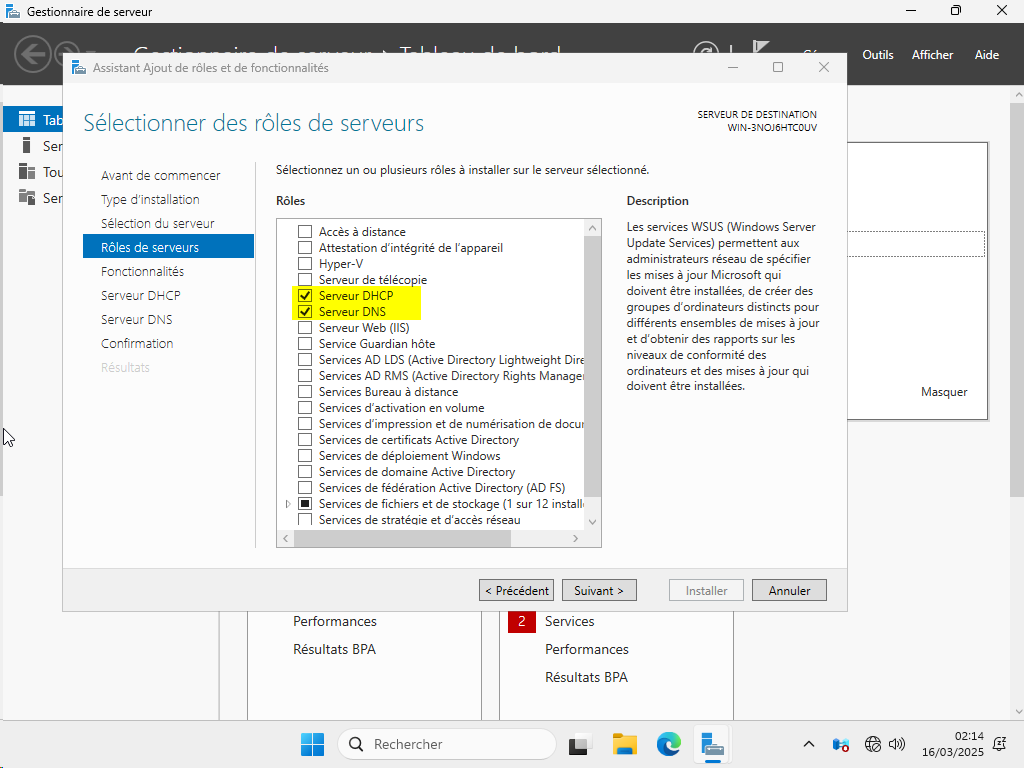 Gestionnaire de serveur
Gestionnaire de serveur
Tableau de bord
Outils
Afficher
Aide
Assistant Ajout de rôles et de fonctionnalités
Sélectionner des rôles de serveurs
SERVEUR DE DESTINATION
WIN-3NOJ6HTC0UV
Tab
Ser
Tou
Ser
Avant de commencer
Type d'installation
Sélection du serveur
Rôles de serveurs
Fonctionnalités
Serveur DHCP
Serveur DNS
Confirmation
Résultats
Sélectionnez un ou plusieurs rôles à installer sur le serveur sélectionné.
Rôles
Accès à distance
Attestation d'intégrité de l'appareil
Hyper-V
Serveur de télécopie
Serveur DHCP
Serveur DNS
Serveur Web (IIS)
Service Guardian hôte
Services AD LDS (Active Directory Lightweight Dire
Services AD RMS (Active Directory Rights Manager
Services Bureau à distance
Services d'activation en volume
Services d'impression et de numérisation de docur
Services de certificats Active Directory
Services de déploiement Windows
Services de domaine Active Directory
Services de fédération Active Directory (AD FS)
Services de fichiers et de stockage (1 sur 12 installé
Services de stratégie et d'accès réseau
Description
Les services WSUS (Windows Server
Update Services) permettent aux
administrateurs réseau de spécifier
les mises à jour Microsoft qui
doivent être installées, de créer des
groupes d'ordinateurs distincts pour
différents ensembles de mises à jour
et d'obtenir des rapports sur les
niveaux de conformité des
ordinateurs et des mises à jour qui
doivent être installées.
Masquer
< Précédent
Suivant >
Installer
Annuler
Performances
Résultats BPA
2 Services
Performances
Résultats BPA
Rechercher
02:14
16/03/2025